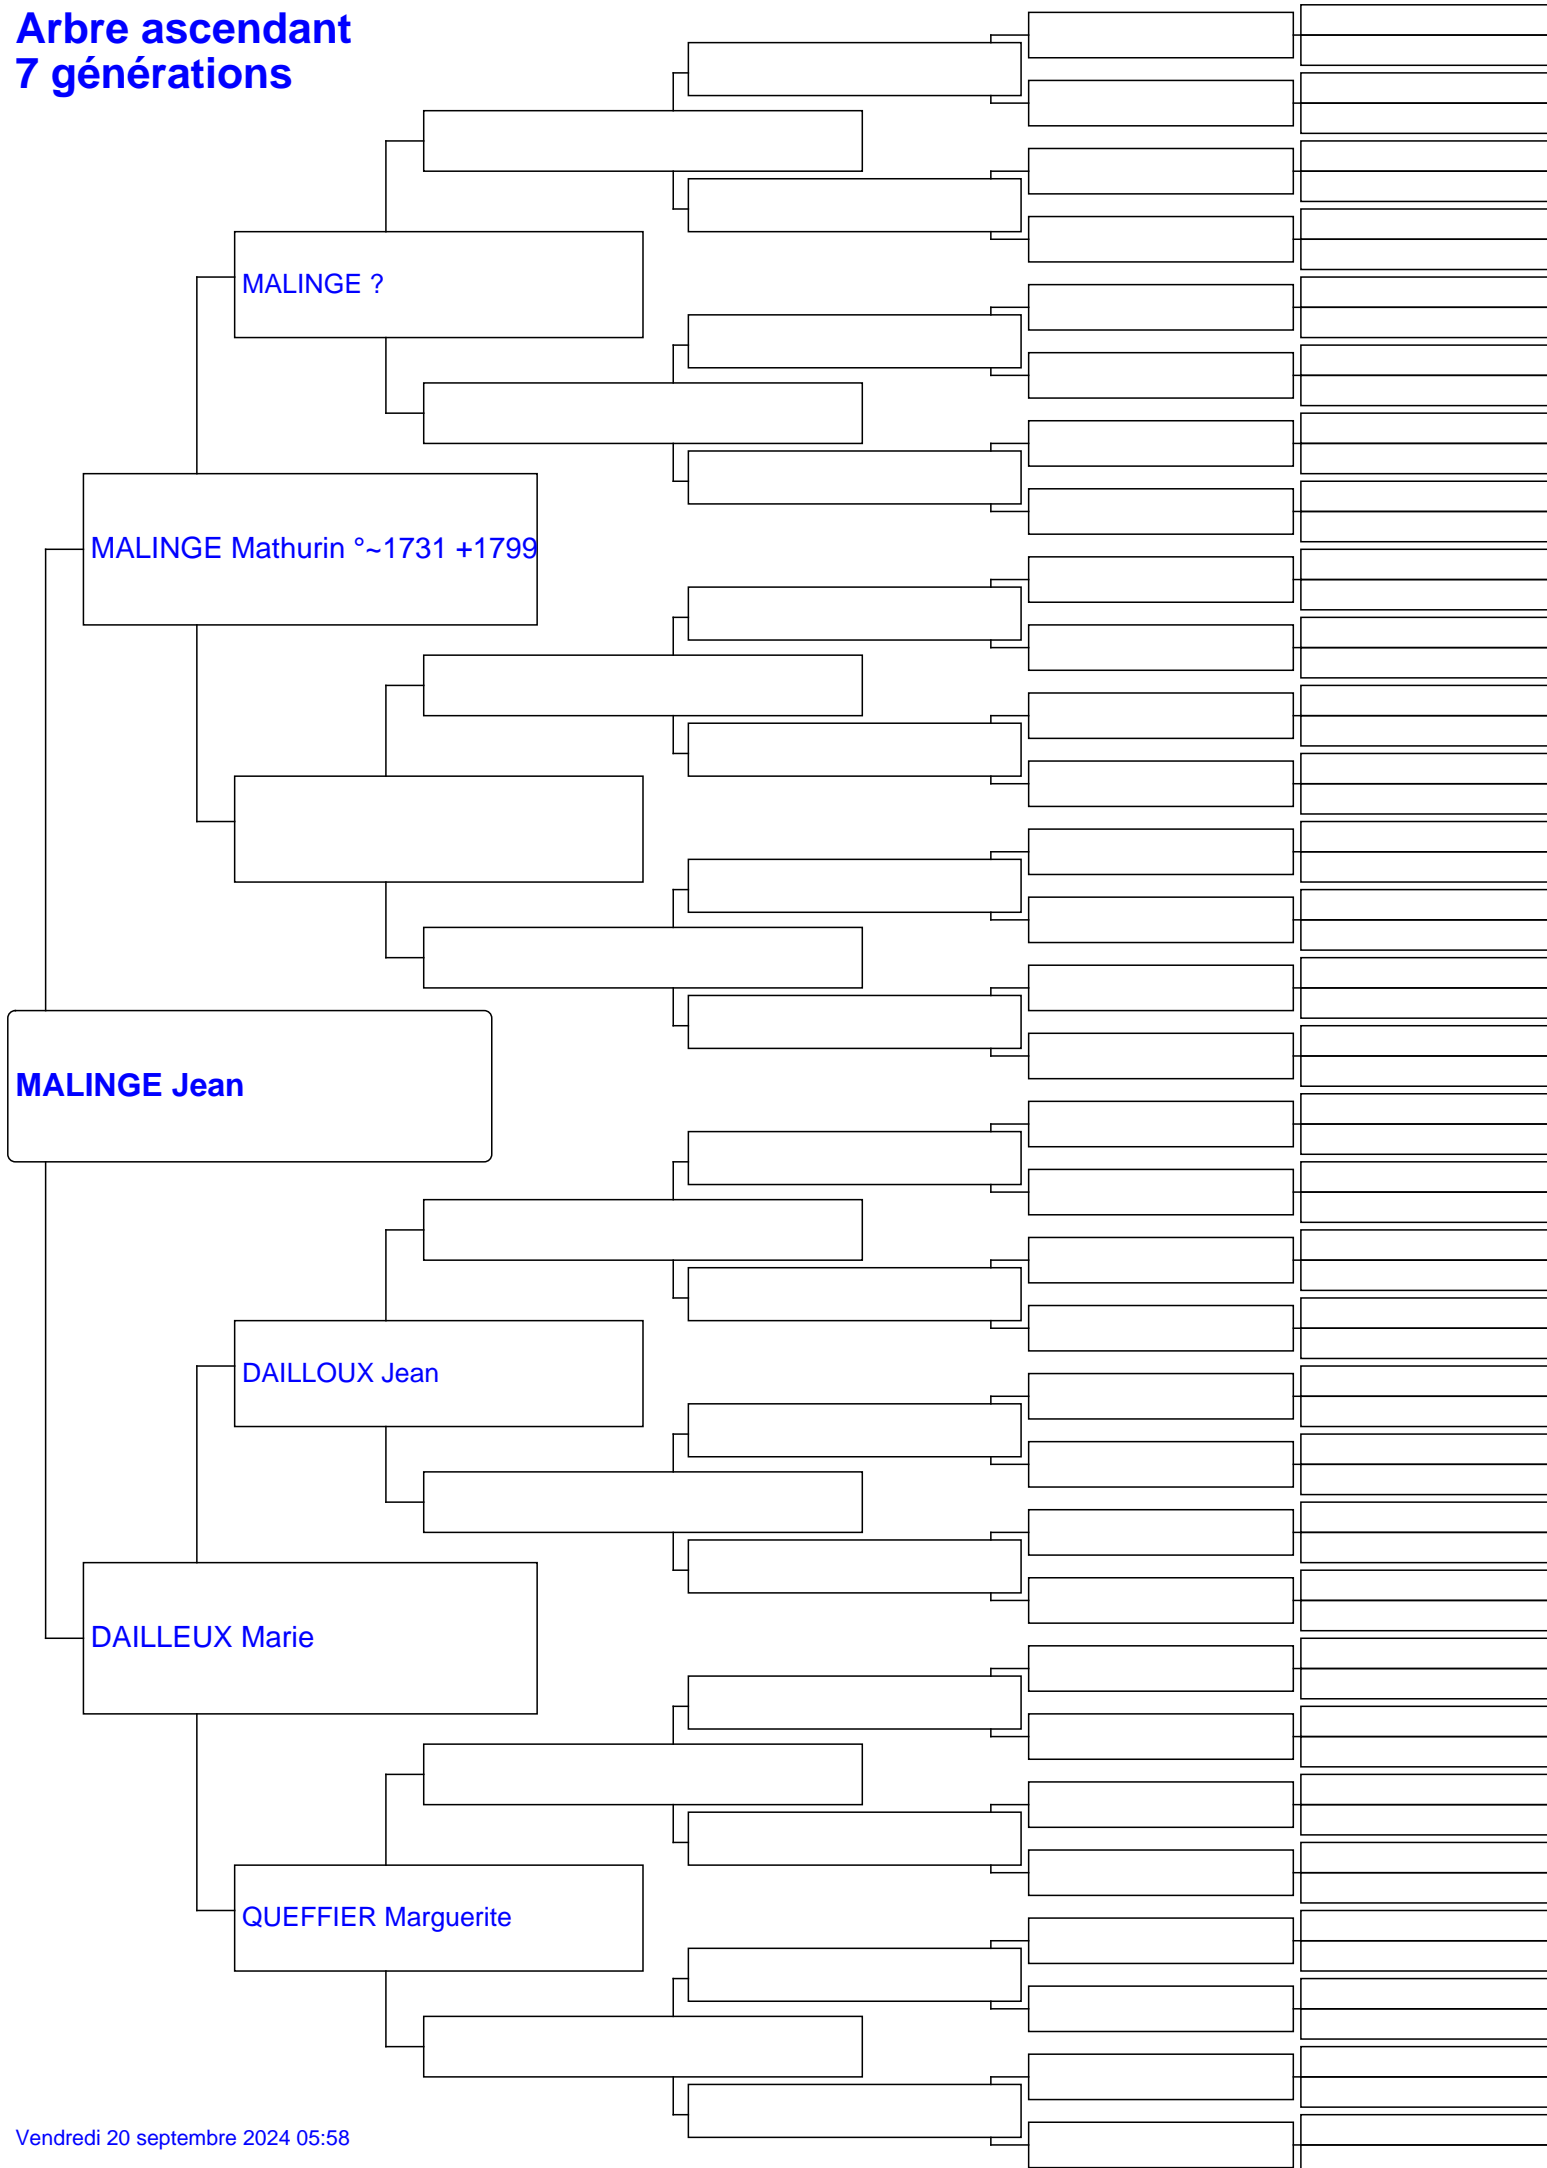 Arbre ascendant
7 générations
MALINGE ?
MALINGE Mathurin °~1731 +1799
MALINGE Jean
DAILLOUX Jean
DAILLEUX Marie
QUEFFIER Marguerite
Vendredi 20 septembre 2024 05:58